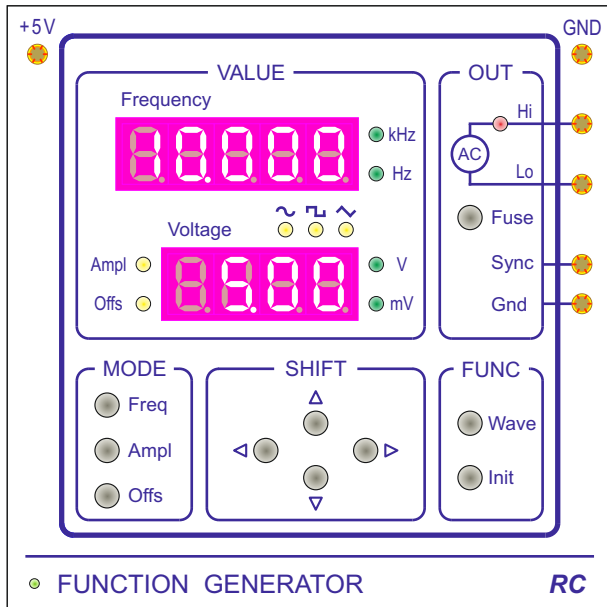 +5V
GND
VALUE
OUT
Frequency
kHz
Hz
Hi
AC
Lo
Voltage
Fuse
Ampl
V
Sync
Offs
mV
Gnd
MODE
SHIFT
FUNC
Freq
Wave
Ampl
Init
Offs
FUNCTION GENERATOR
RC